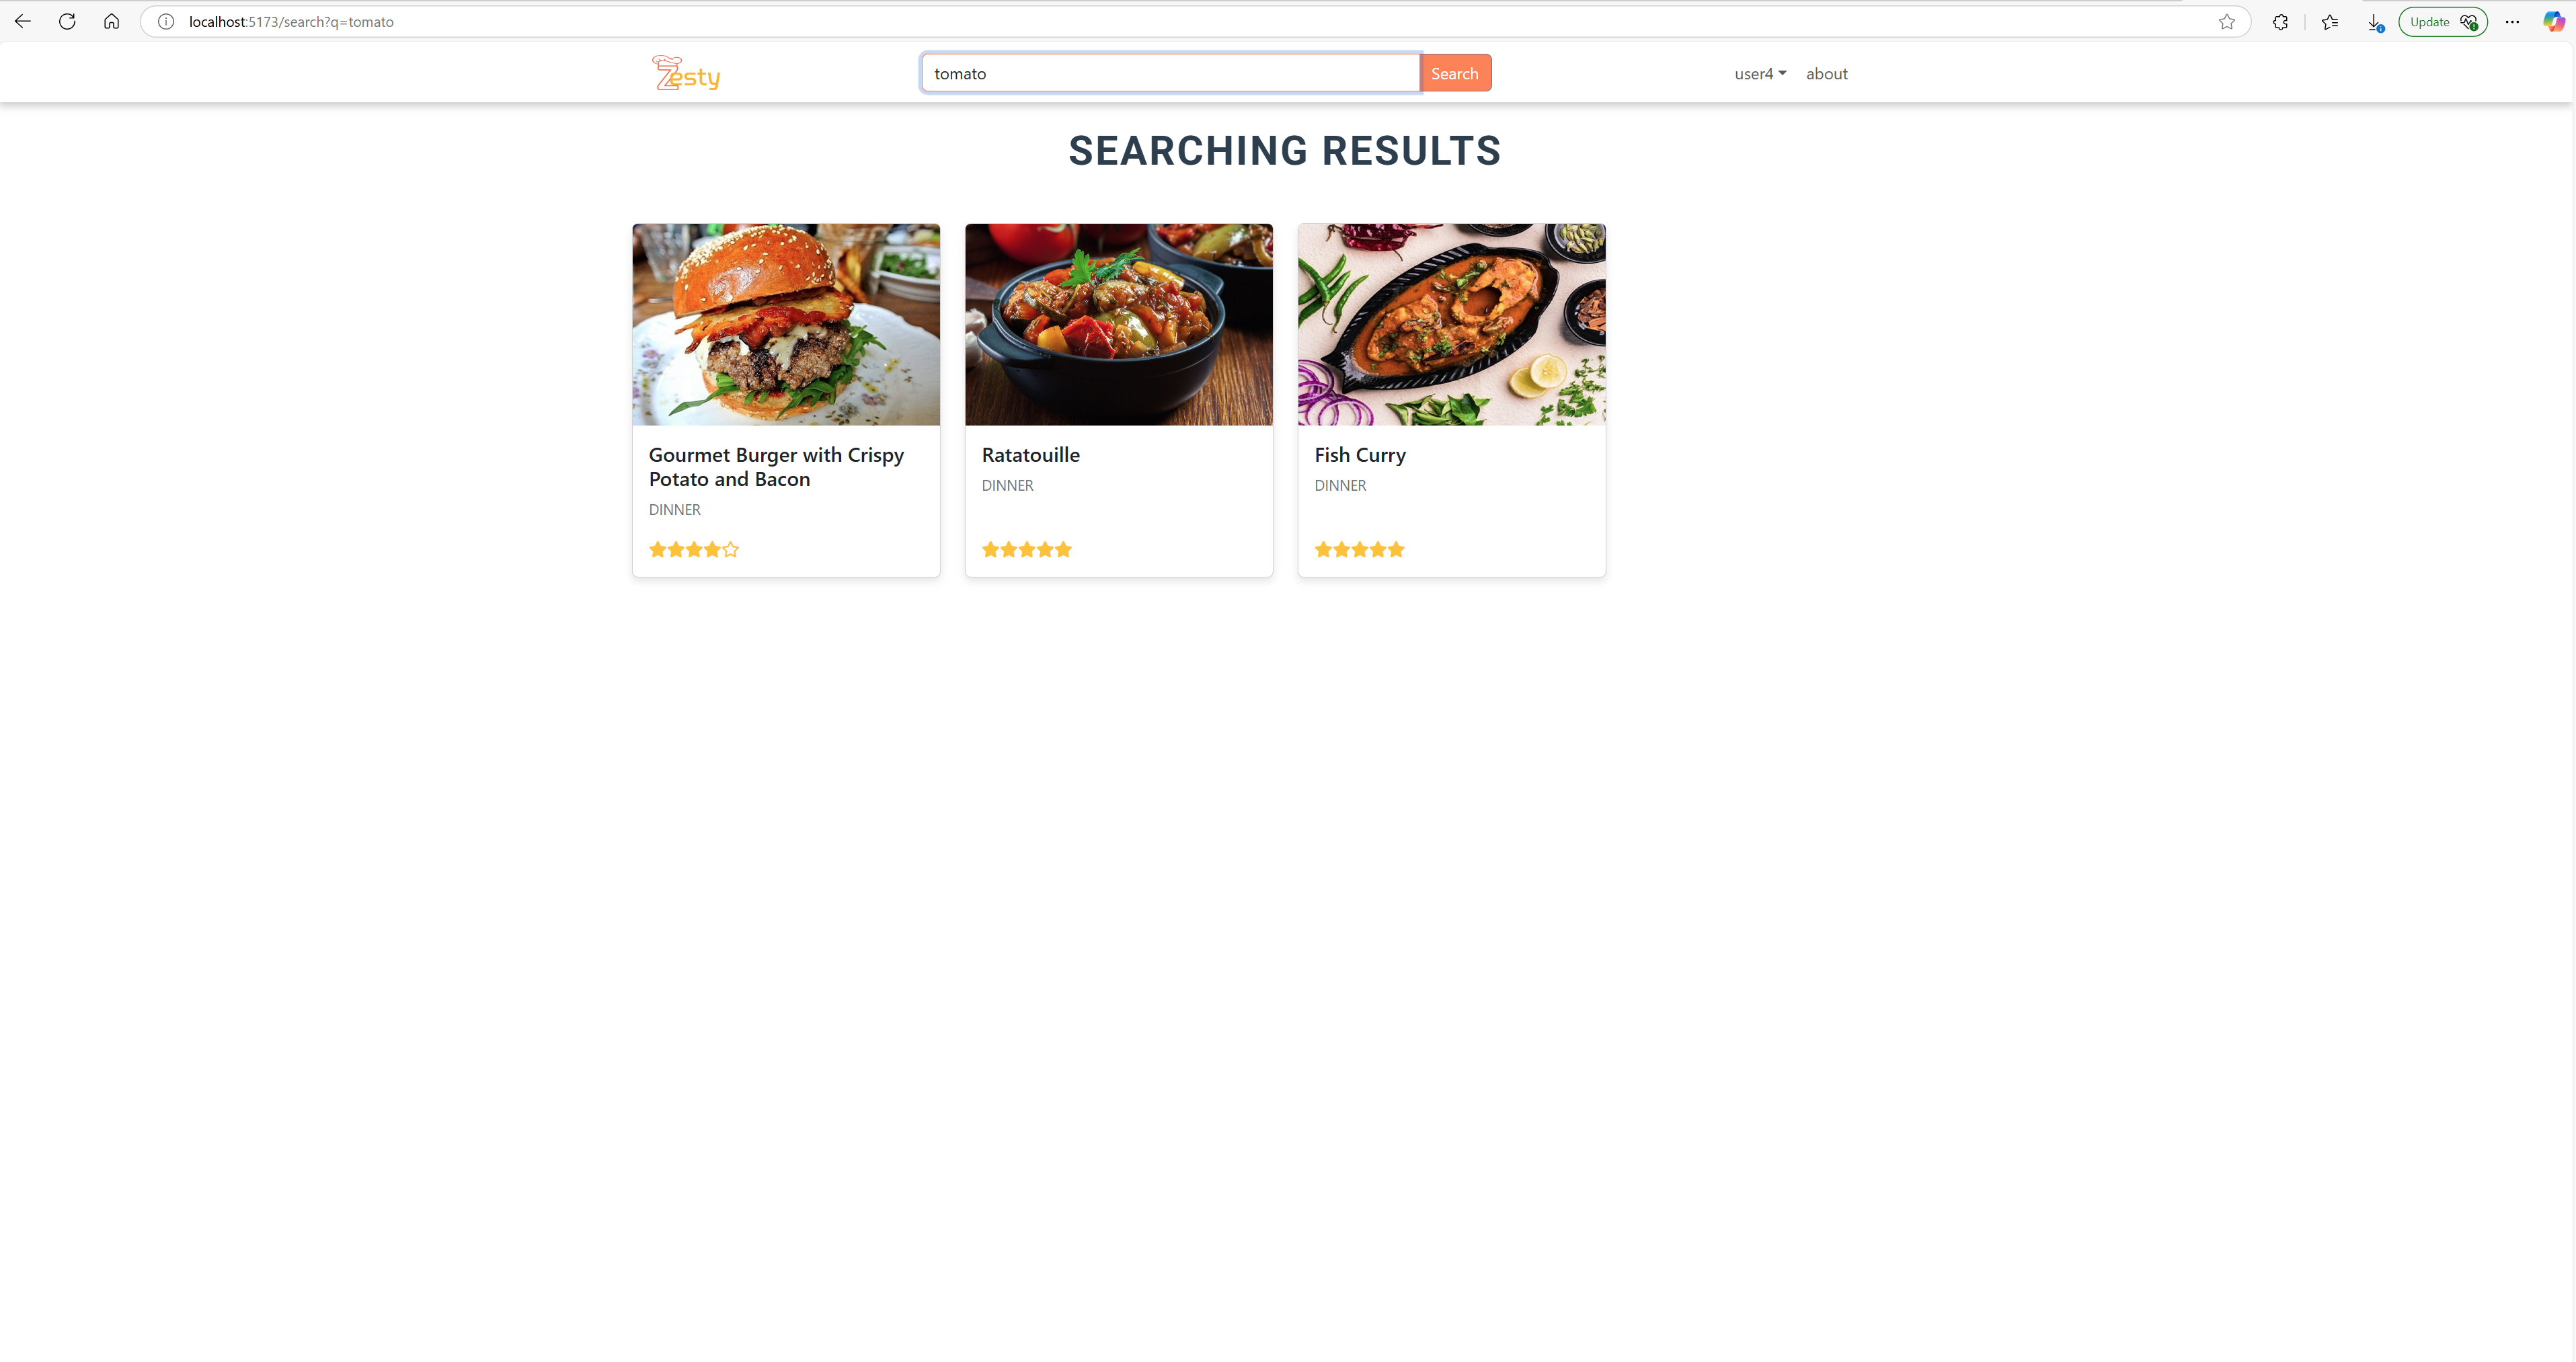 localhost:5173/search?q=tomato
Update
Zesty
tomato
Search
user4
about
SEARCHING RESULTS
Gourmet Burger with Crispy
Potato and Bacon
DINNER
Ratatouille
DINNER
Fish Curry
DINNER